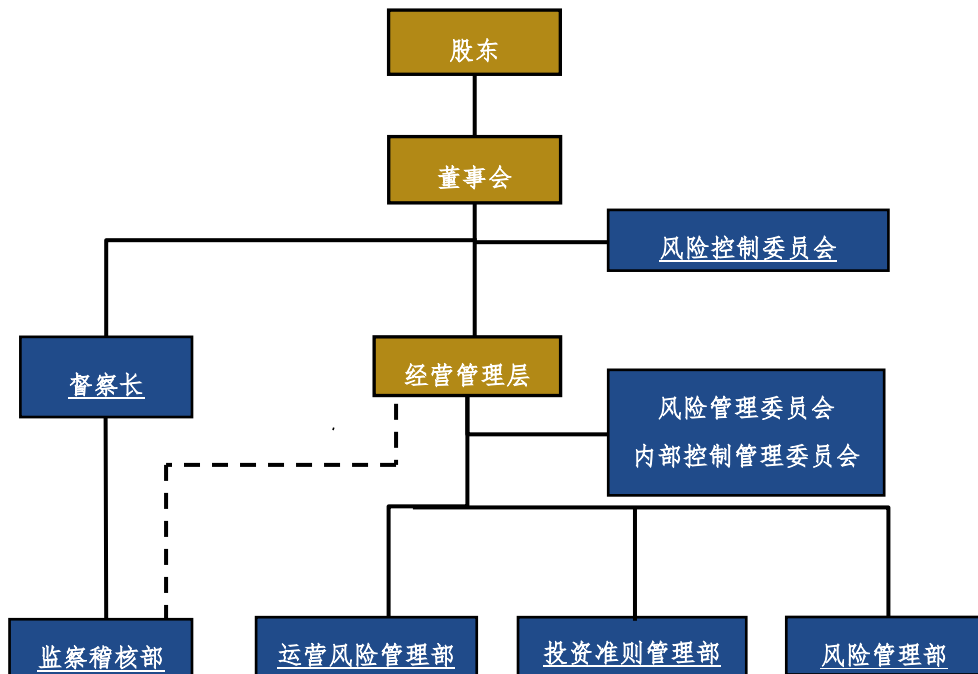 股东
董事会
风险控制委员会
督察长
经营管理层
风险管理委员会
内部控制管理委员会
监察稽核部
运营风险管理部
投资准则管理部
风险管理部